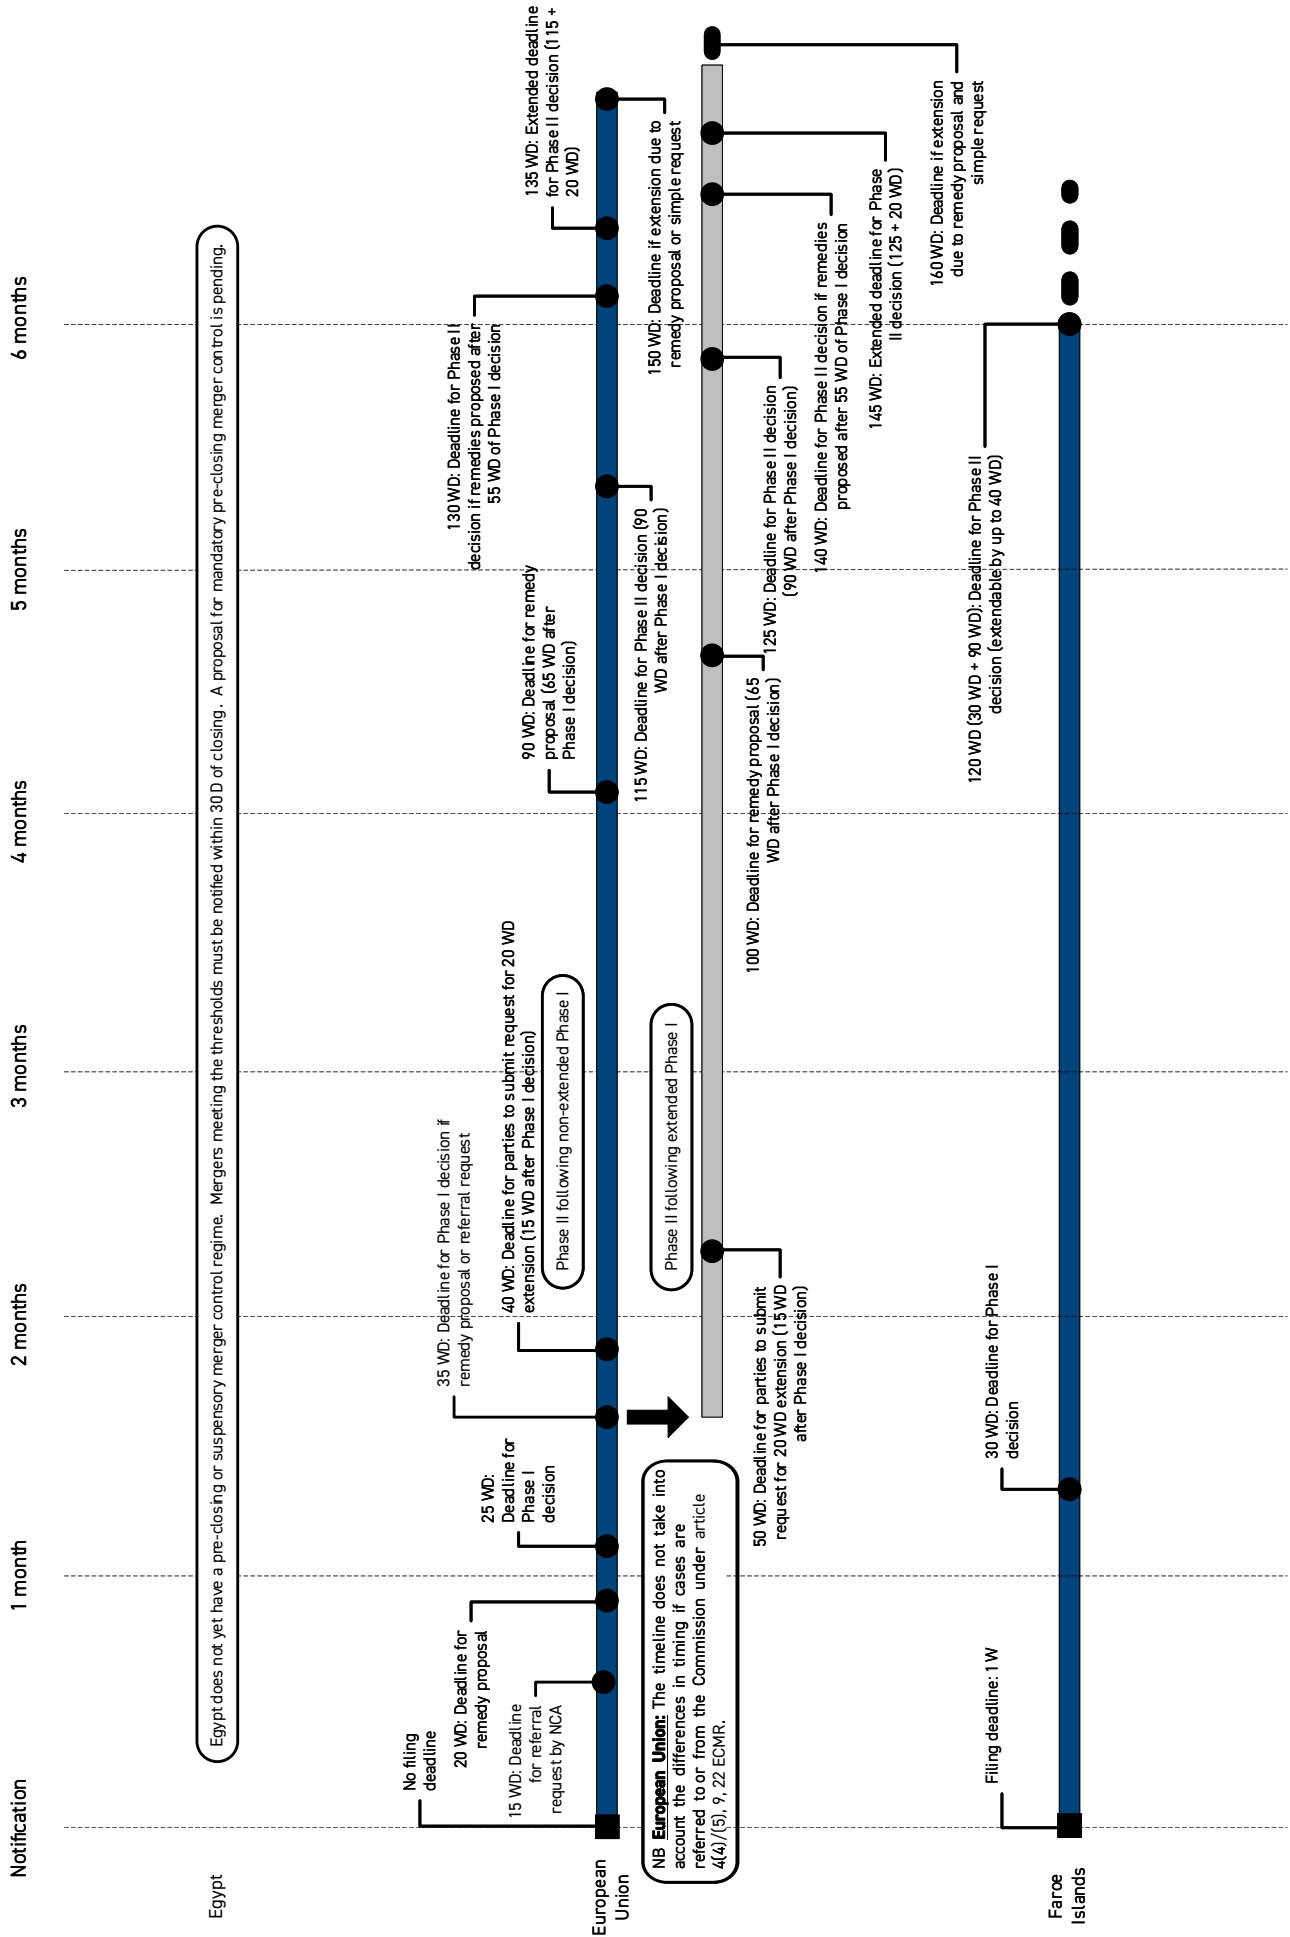 Notification
1 month
2 months
3 months
4 months
5 months
6 months
Egypt
Egypt does not yet have a pre-closing or suspensory merger control regime. Mergers meeting the thresholds must be notified within 30 D of closing. A proposal for mandatory pre-closing merger control is pending.
European
Union
No filing
deadline
15 WD: Deadline
for referral
request by NCA
20 WD: Deadline for
remedy proposal
25 WD:
Deadline for
Phase I
decision
35 WD: Deadline for Phase I decision if
remedy proposal or referral request
40 WD: Deadline for parties to submit request for 20 WD
extension (15 WD after Phase I decision)
Phase II following non-extended Phase I
90 WD: Deadline for remedy
proposal (65 WD after
Phase I decision)
115 WD: Deadline for Phase II decision (90
WD after Phase I decision)
130 WD: Deadline for Phase II
decision if remedies proposed after
55 WD of Phase I decision
135 WD: Extended deadline
for Phase II decision (115 +
20 WD)
150 WD: Deadline if extension due to
remedy proposal or simple request
NB European Union: The timeline does not take into
account the differences in timing if cases are
referred to or from the Commission under article
4(4)/(5), 9, 22 ECMR.
Phase II following extended Phase I
50 WD: Deadline for parties to submit
request for 20 WD extension (15 WD
after Phase I decision)
100 WD: Deadline for remedy proposal (65
WD after Phase I decision)
125 WD: Deadline for Phase II decision
(90 WD after Phase I decision)
140 WD: Deadline for Phase II decision if remedies
proposed after 55 WD of Phase I decision
145 WD: Extended deadline for Phase
II decision (125 + 20 WD)
160 WD: Deadline if extension
due to remedy proposal and
simple request
Faroe
Islands
Filing deadline: 1 W
30 WD: Deadline for Phase I
decision
120 WD (30 WD + 90 WD): Deadline for Phase II
decision (extendable by up to 40 WD)